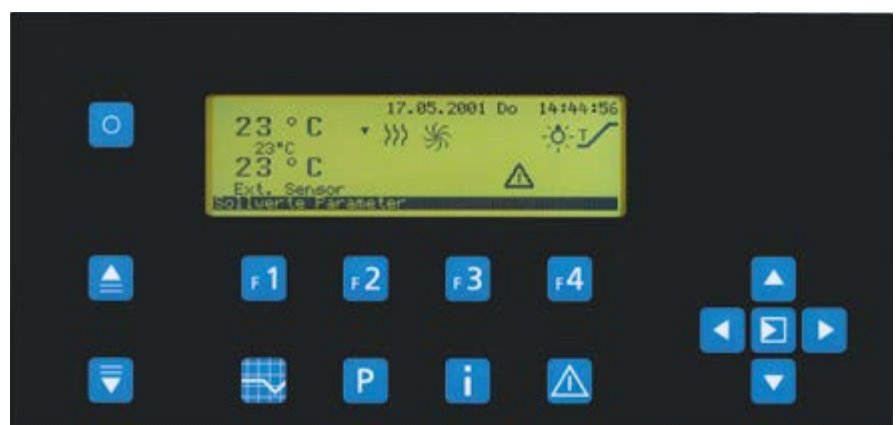 17.05.2001 Do 14:44:56
23 °C
23°C
T
23 °C
Ext. Sensor
Sollwerte Parameter
F1 F2 F3 F4
P i